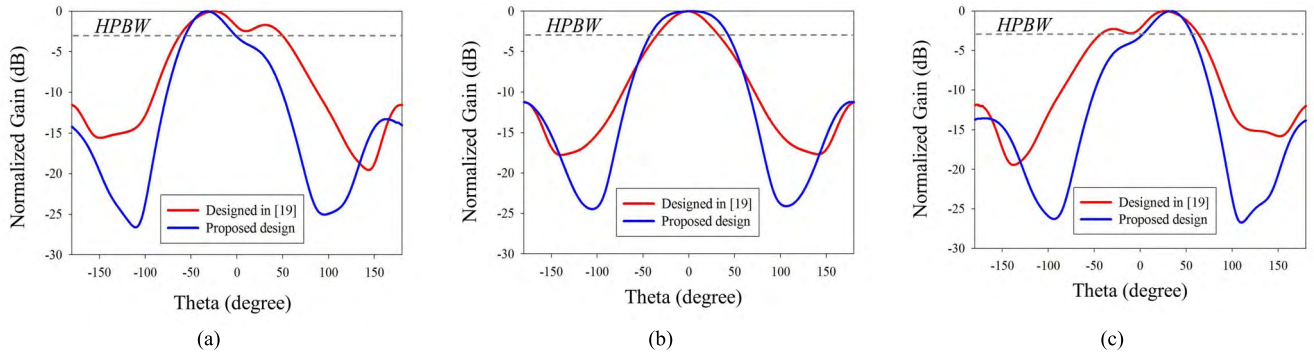 HPBW
Normalized Gain (dB)
0
-5
-10
-15
-20
-25
-30
Designed in [19]
Proposed design
-150 -100 -50 0 50 100 150
Theta (degree)
(a)
HPBW
Normalized Gain (dB)
0
-5
-10
-15
-20
-25
-30
Designed in [19]
Proposed design
-150 -100 -50 0 50 100 150
Theta (degree)
(b)
HPBW
Normalized Gain (dB)
0
-5
-10
-15
-20
-25
-30
Designed in [19]
Proposed design
-150 -100 -50 0 50 100 150
Theta (degree)
(c)